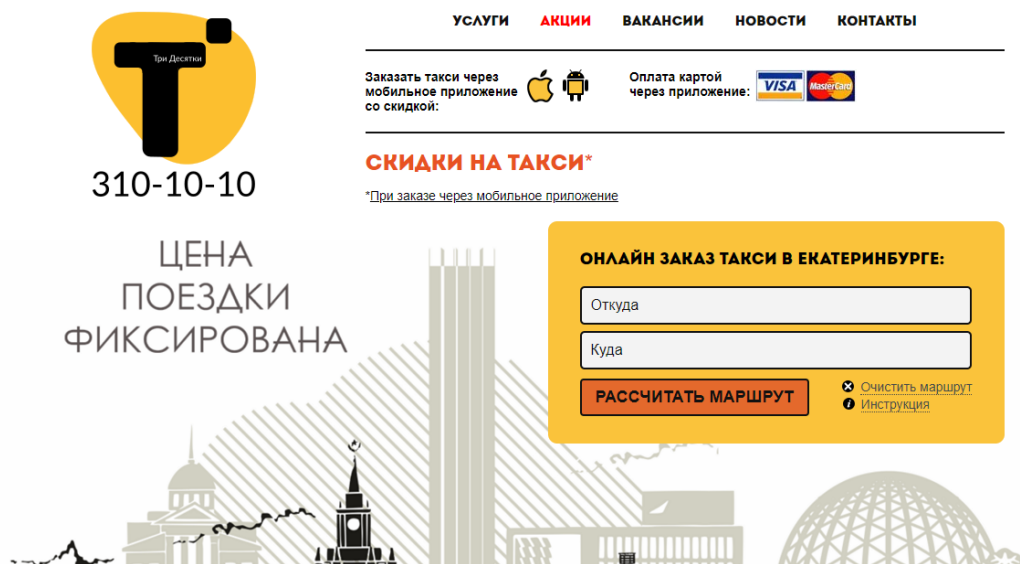 Три Десятки
310-10-10
УСЛУГИ АКЦИИ ВАКАНСИИ НОВОСТИ КОНТАКТЫ
Заказать такси через
мобильное приложение
со скидкой:
Оплата картой
через приложение:
VISA MasterCard
СКИДКИ НА ТАКСИ*
*При заказе через мобильное приложение
ЦЕНА
ПОЕЗДКИ
ФИКСИРОВАНА
ОНЛАЙН ЗАКАЗ ТАКСИ В ЕКАТЕРИНБУРГЕ:
Откуда
Куда
РАССЧИТАТЬ МАРШРУТ
Очистить маршрут
Инструкция